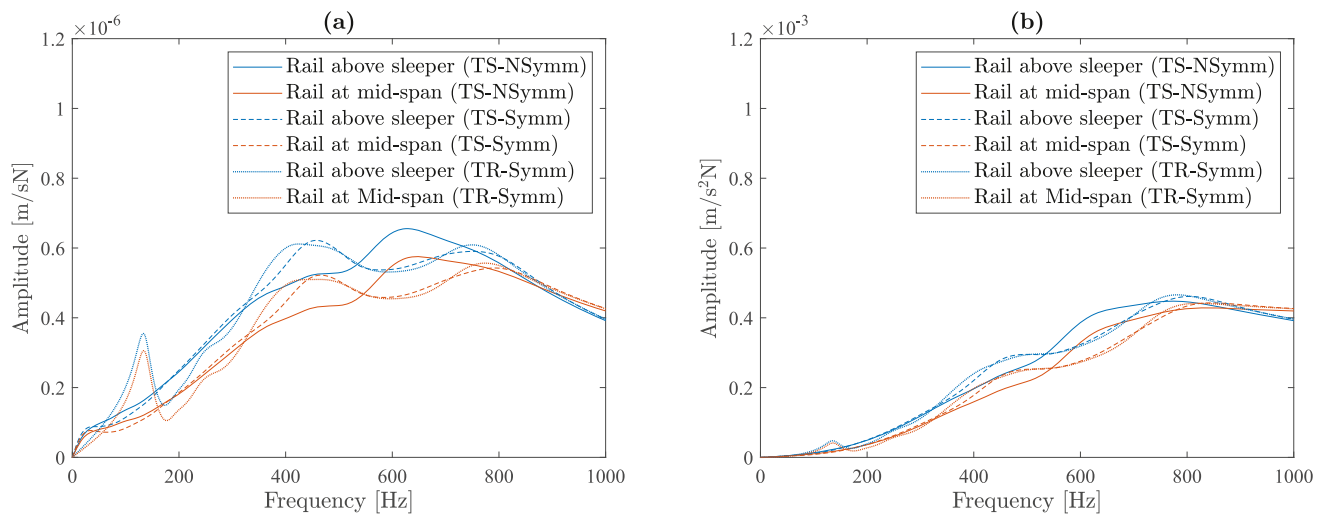 (a)
×10⁻⁶
1.2
1
0.8
0.6
0.4
0.2
0
Amplitude [m/sN]
Rail above sleeper (TS-NSymm)
Rail at mid-span (TS-NSymm)
Rail above sleeper (TS-Symm)
Rail at mid-span (TS-Symm)
Rail above sleeper (TR-Symm)
Rail at Mid-span (TR-Symm)
0 200 400 600 800 1000
Frequency [Hz]
(b)
×10⁻³
1.2
1
0.8
0.6
0.4
0.2
0
Amplitude [m/s²N]
Rail above sleeper (TS-NSymm)
Rail at mid-span (TS-NSymm)
Rail above sleeper (TS-Symm)
Rail at mid-span (TS-Symm)
Rail above sleeper (TR-Symm)
Rail at Mid-span (TR-Symm)
0 200 400 600 800 1000
Frequency [Hz]